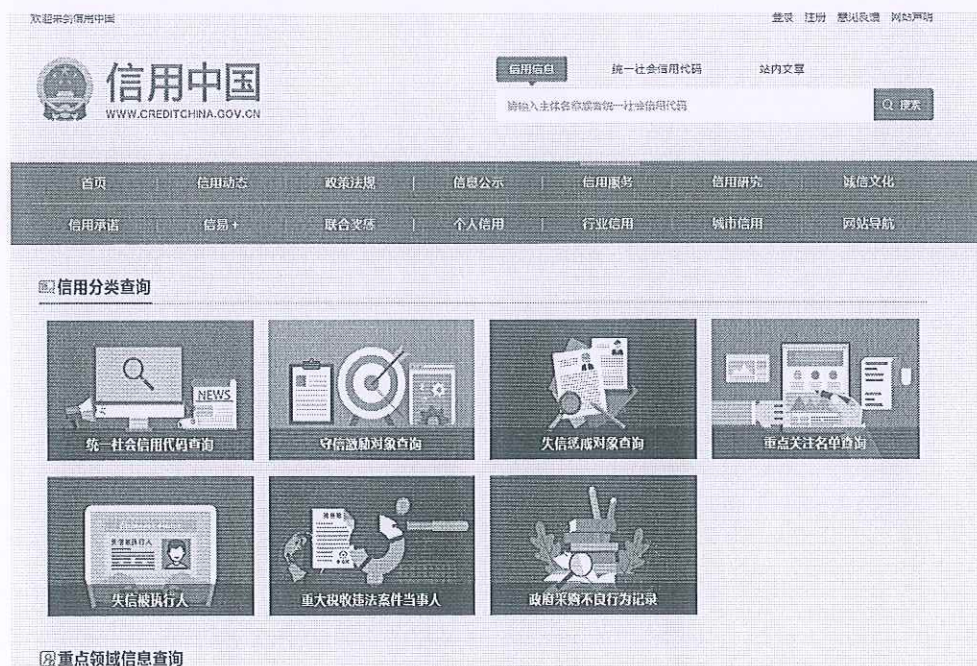 欢迎来到信用中国
登录 注册 意见反馈 网站声明
信用信息 统一社会信用代码 站内文章
信用中国
WWW.CREDITCHINA.GOV.CN
请输入主体名称或者统一社会信用代码
搜索
首页 信用动态 政策法规 信息公示 信用服务 信用研究 诚信文化
信用承诺 信易+ 联合奖惩 个人信用 行业信用 城市信用 网站导航
信用分类查询
NEWS
统一社会信用代码查询 守信激励对象查询 失信惩戒对象查询 重点关注名单查询
失信被执行人
失信被执行人 重大税收违法案件当事人 政府采购不良行为记录
重点领域信息查询